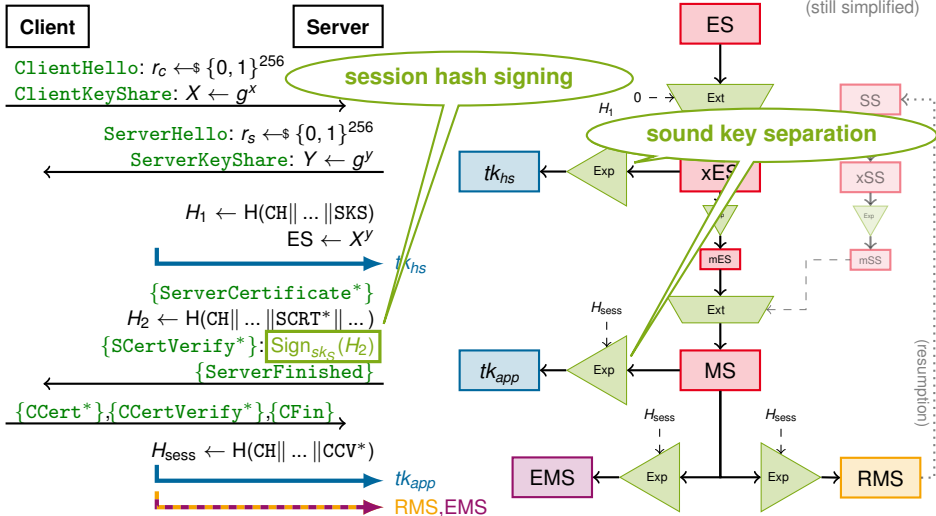 (still simplified)
Client
Server
ClientHello: r_c ←$ {0, 1}^256
ClientKeyShare: X ← g^x
ServerHello: r_s ←$ {0, 1}^256
ServerKeyShare: Y ← g^y
H_1 ← H(CH‖ ... ‖SKS)
ES ← X^y
tk_hs
{ServerCertificate*}
H_2 ← H(CH‖ ... ‖SCRT*‖ ... )
{SCertVerify*}: Sign_{sk_S}(H_2)
{ServerFinished}
{CCert*},{CCertVerify*},{CFin}
H_sess ← H(CH‖ ... ‖CCV*)
tk_app
RMS,EMS
session hash signing
sound key separation
ES
0
Ext
H_1
SS
tk_hs
Exp
xES
xSS
Exp
Exp
mES
mSS
Ext
H_sess
tk_app
Exp
MS
(resumption)
H_sess
H_sess
EMS
Exp
Exp
RMS